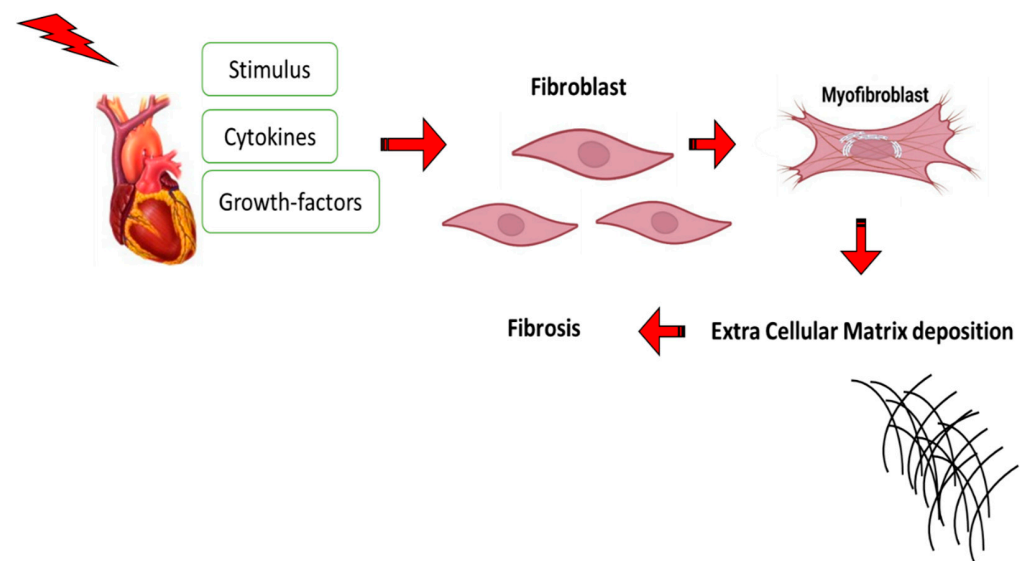 Stimulus
Cytokines
Growth-factors
Fibroblast
Myofibroblast
Fibrosis
Extra Cellular Matrix deposition